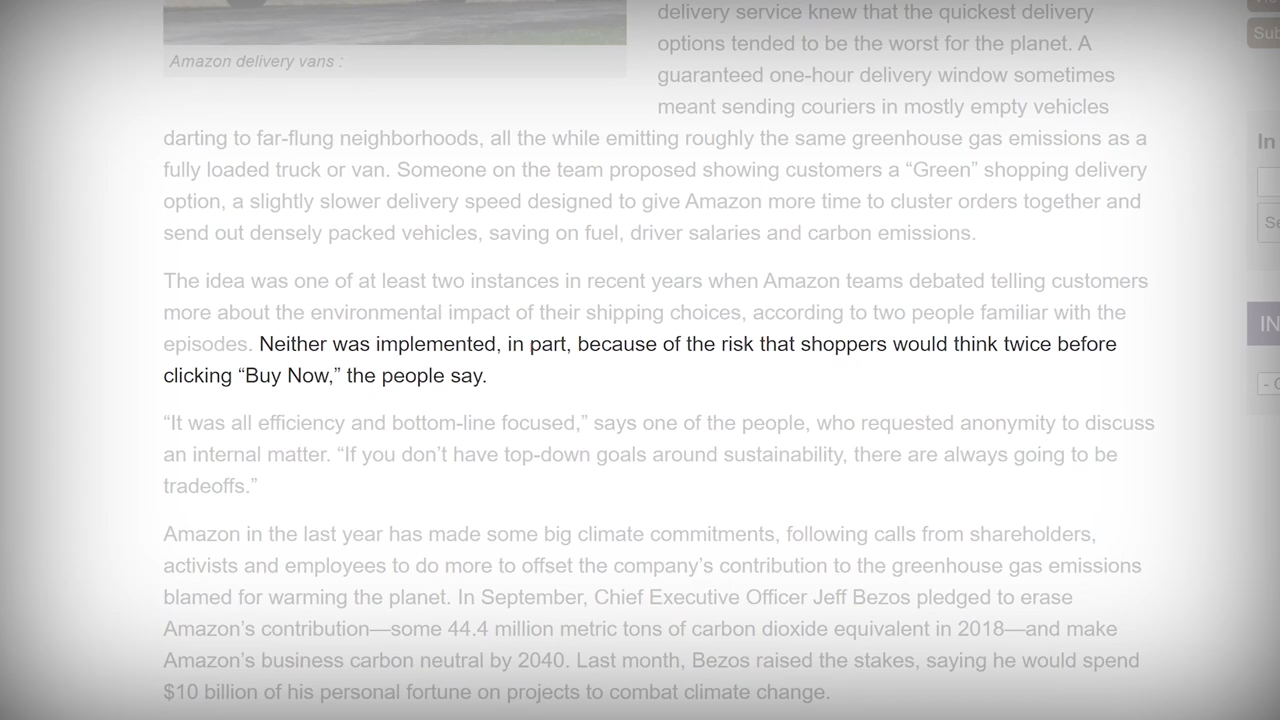 delivery service knew that the quickest delivery
options tended to be the worst for the planet. A
Amazon delivery vans :
guaranteed one-hour delivery window sometimes
meant sending couriers in mostly empty vehicles
darting to far-flung neighborhoods, all the while emitting roughly the same greenhouse gas emissions as a
fully loaded truck or van. Someone on the team proposed showing customers a “Green” shopping delivery
option, a slightly slower delivery speed designed to give Amazon more time to cluster orders together and
send out densely packed vehicles, saving on fuel, driver salaries and carbon emissions.
The idea was one of at least two instances in recent years when Amazon teams debated telling customers
more about the environmental impact of their shipping choices, according to two people familiar with the
episodes. Neither was implemented, in part, because of the risk that shoppers would think twice before
clicking “Buy Now,” the people say.
“It was all efficiency and bottom-line focused,” says one of the people, who requested anonymity to discuss
an internal matter. “If you don’t have top-down goals around sustainability, there are always going to be
tradeoffs.”
Amazon in the last year has made some big climate commitments, following calls from shareholders,
activists and employees to do more to offset the company’s contribution to the greenhouse gas emissions
blamed for warming the planet. In September, Chief Executive Officer Jeff Bezos pledged to erase
Amazon’s contribution—some 44.4 million metric tons of carbon dioxide equivalent in 2018—and make
Amazon’s business carbon neutral by 2040. Last month, Bezos raised the stakes, saying he would spend
$10 billion of his personal fortune on projects to combat climate change.
Sub
In
IN